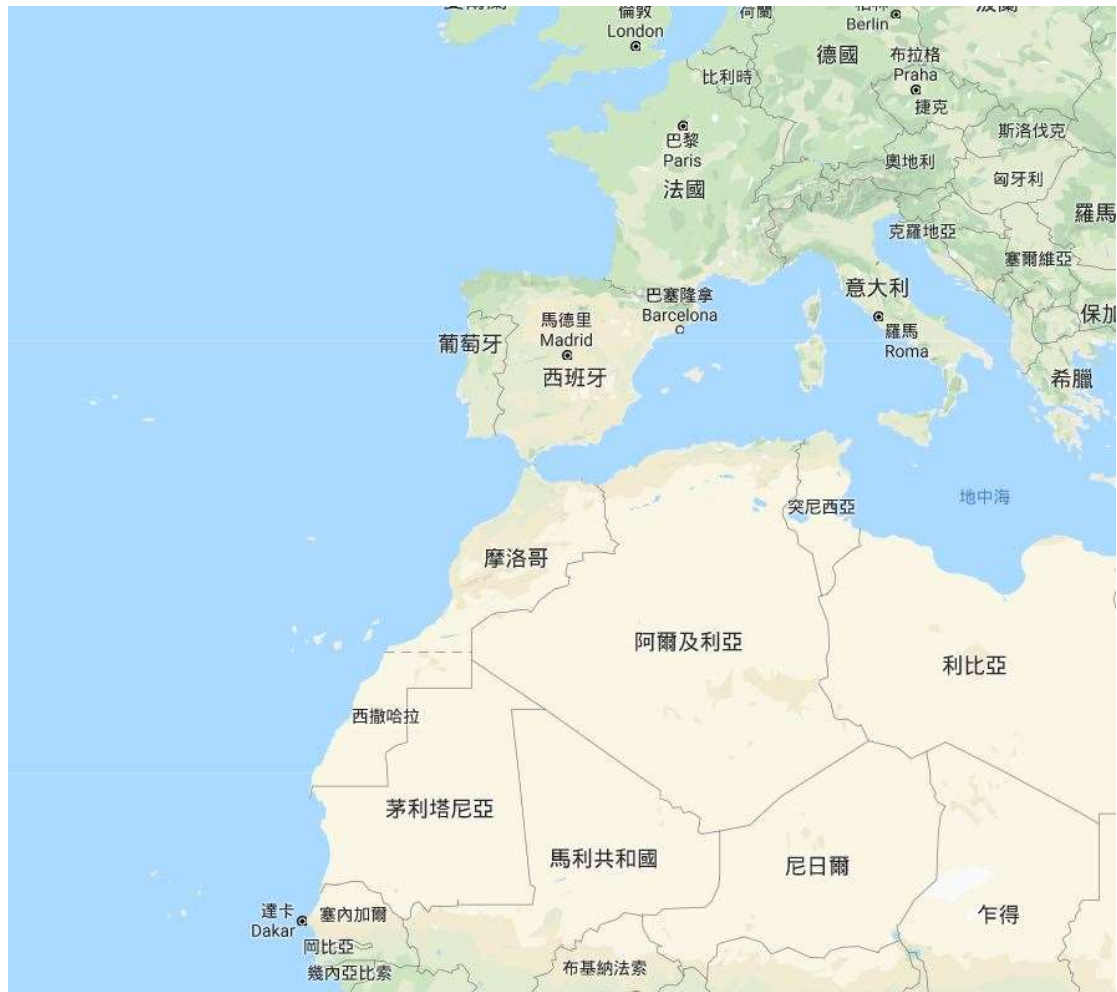 London
荷蘭
Berlin
德國
布拉格
Praha
比利時
捷克
巴黎
Paris
斯洛伐克
奧地利
匈牙利
法國
羅馬
克羅地亞
塞爾維亞
意大利
巴塞隆拿
Barcelona
保加
羅馬
Roma
馬德里
Madrid
葡萄牙
西班牙
希臘
地中海
突尼西亞
摩洛哥
阿爾及利亞
利比亞
西撒哈拉
茅利塔尼亞
馬利共和國
尼日爾
乍得
達卡
Dakar
塞內加爾
岡比亞
幾內亞比索
布基納法索